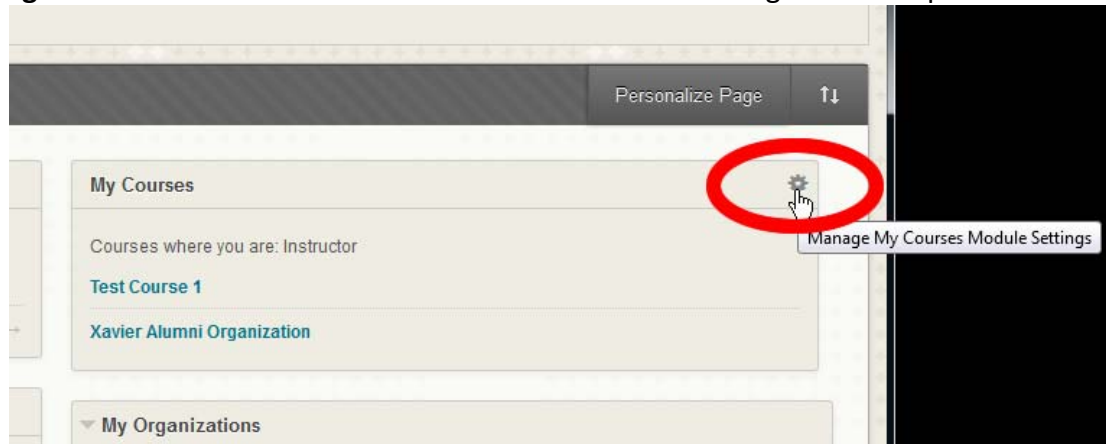 Personalize Page
My Courses
Manage My Courses Module Settings
Courses where you are: Instructor
Test Course 1
Xavier Alumni Organization
My Organizations